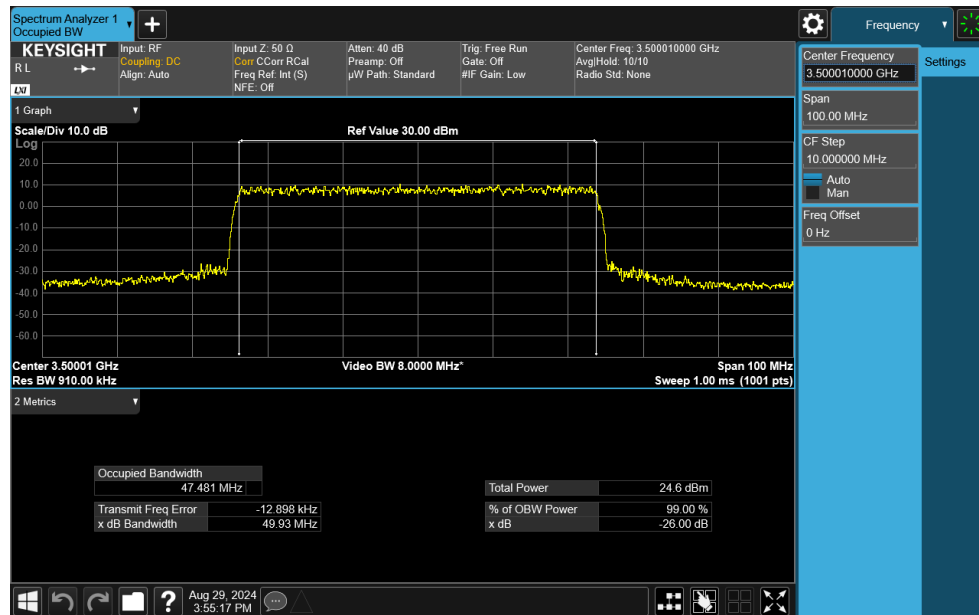 Spectrum Analyzer 1
Occupied BW
+
Frequency
KEYSIGHT
R L
LXI
Input: RF
Coupling: DC
Align: Auto
Input Z: 50 Ω
Corr CCorr RCal
Freq Ref: Int (S)
NFE: Off
Atten: 40 dB
Preamp: Off
µW Path: Standard
Trig: Free Run
Gate: Off
#IF Gain: Low
Center Freq: 3.500010000 GHz
Avg|Hold: 10/10
Radio Std: None
Center Frequency
3.500010000 GHz
Settings
Span
100.00 MHz
CF Step
10.000000 MHz
Auto
Man
Freq Offset
0 Hz
1 Graph
Scale/Div 10.0 dB
Ref Value 30.00 dBm
Log
20.0
10.0
0.00
-10.0
-20.0
-30.0
-40.0
-50.0
-60.0
Center 3.50001 GHz
Video BW 8.0000 MHz*
Span 100 MHz
Res BW 910.00 kHz
Sweep 1.00 ms (1001 pts)
2 Metrics
Occupied Bandwidth
47.481 MHz
Total Power 24.6 dBm
Transmit Freq Error -12.898 kHz
% of OBW Power 99.00 %
x dB Bandwidth 49.93 MHz
x dB -26.00 dB
?
Aug 29, 2024
3:55:17 PM